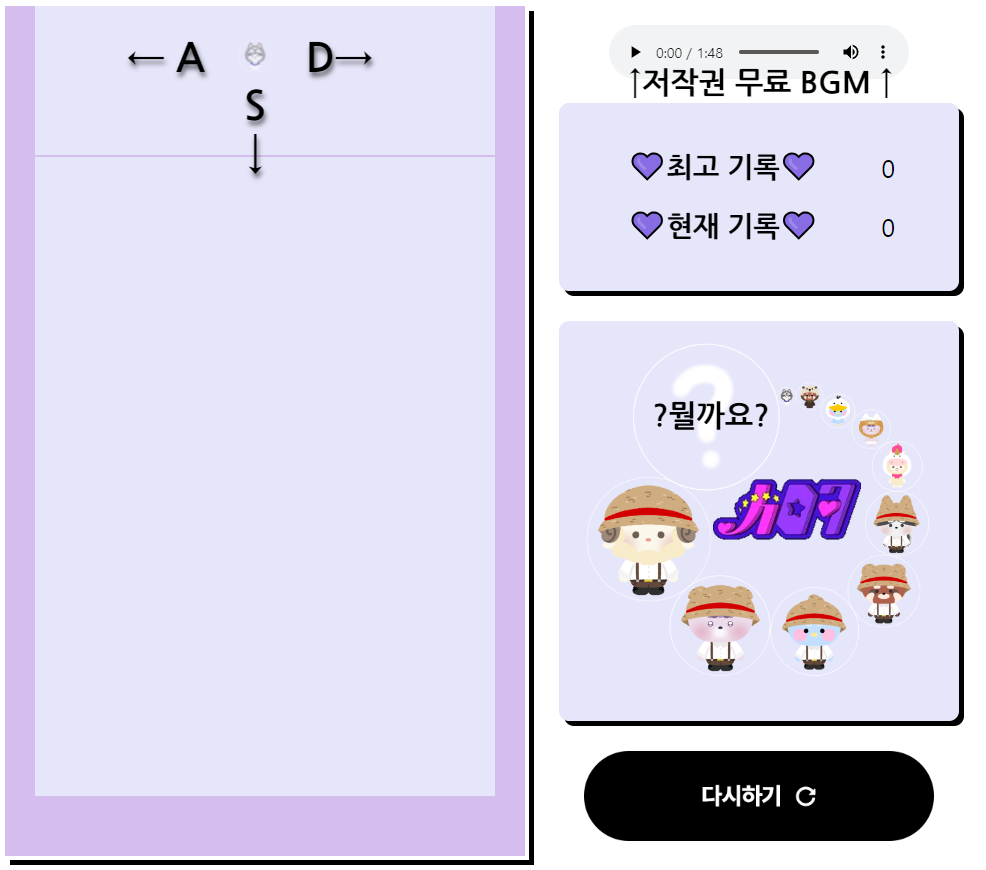 ← A D→
S
↓
0:00 / 1:48
↑저작권 무료 BGM ↑
💜최고 기록💜 0
💜현재 기록💜 0
?
?뭘까요?
다시하기